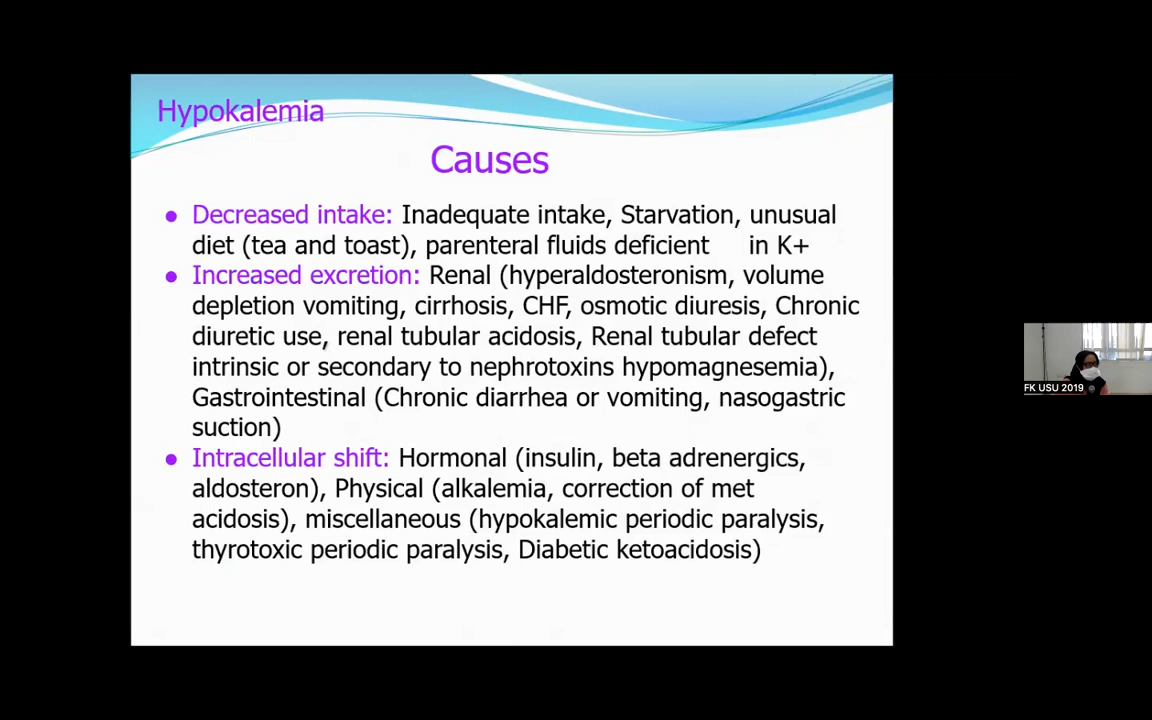 Hypokalemia
Causes
● Decreased intake: Inadequate intake, Starvation, unusual
diet (tea and toast), parenteral fluids deficient in K+
● Increased excretion: Renal (hyperaldosteronism, volume
depletion vomiting, cirrhosis, CHF, osmotic diuresis, Chronic
diuretic use, renal tubular acidosis, Renal tubular defect
intrinsic or secondary to nephrotoxins hypomagnesemia),
Gastrointestinal (Chronic diarrhea or vomiting, nasogastric
suction)
● Intracellular shift: Hormonal (insulin, beta adrenergics,
aldosteron), Physical (alkalemia, correction of met
acidosis), miscellaneous (hypokalemic periodic paralysis,
thyrotoxic periodic paralysis, Diabetic ketoacidosis)
FK USU 2019